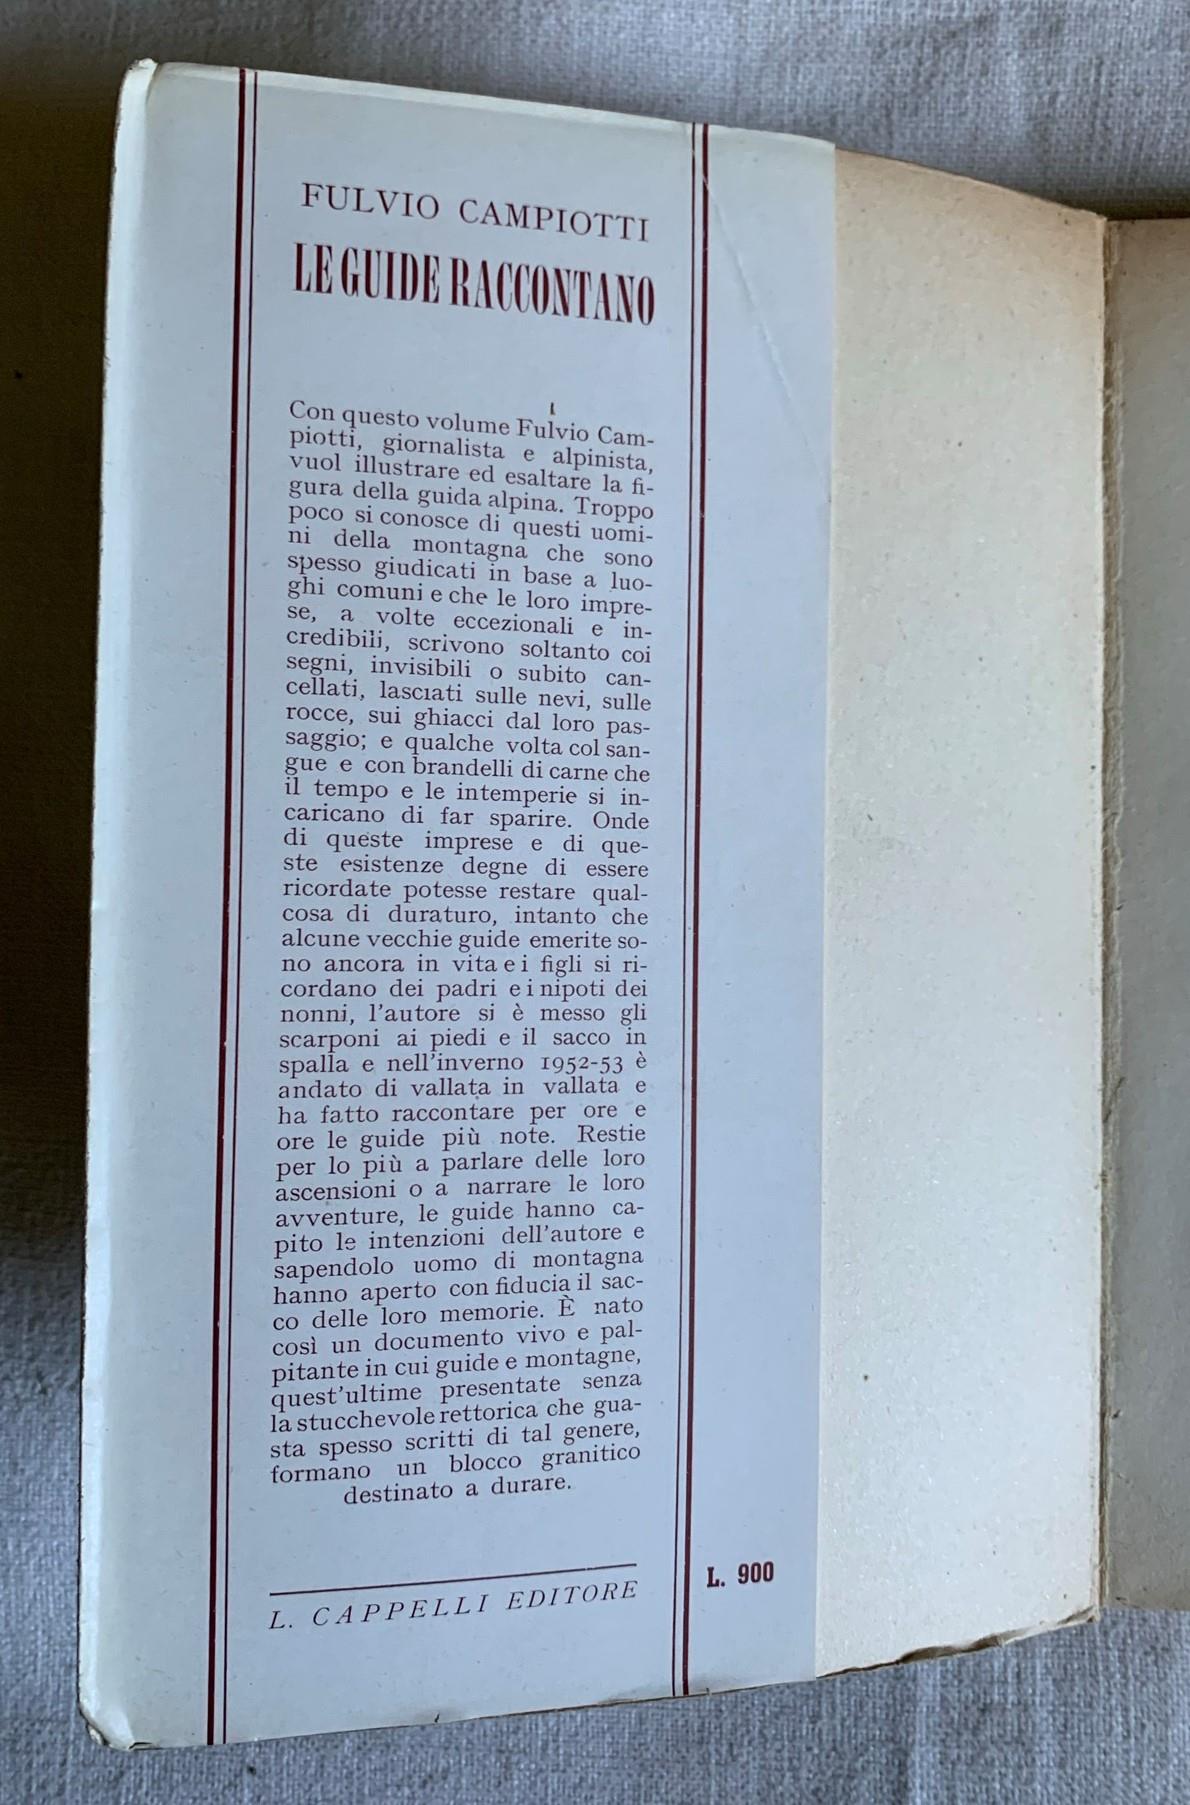 FULVIO CAMPIOTTI
LE GUIDE RACCONTANO
Con questo volume Fulvio Cam-
piotti, giornalista e alpinista,
vuol illustrare ed esaltare la fi-
gura della guida alpina. Troppo
poco si conosce di questi uomi-
ni della montagna che sono
spesso giudicati in base a luo-
ghi comuni e che le loro impre-
se, a volte eccezionali e in-
credibili, scrivono soltanto coi
segni, invisibili o subito can-
cellati, lasciati sulle nevi, sulle
rocce, sui ghiacci dal loro pas-
saggio; e qualche volta col san-
gue e con brandelli di carne che
il tempo e le intemperie si in-
caricano di far sparire. Onde
di queste imprese e di que-
ste esistenze degne di essere
ricordate potesse restare qual-
cosa di duraturo, intanto che
alcune vecchie guide emerite so-
no ancora in vita e i figli si ri-
cordano dei padri e i nipoti dei
nonni, l'autore si è messo gli
scarponi ai piedi e il sacco in
spalla e nell'inverno 1952-53 è
andato di vallata in vallata e
ha fatto raccontare per ore e
ore le guide più note. Restie
per lo più a parlare delle loro
ascensioni o a narrare le loro
avventure, le guide hanno ca-
pito le intenzioni dell'autore e
sapendolo uomo di montagna
hanno aperto con fiducia il sac-
co delle loro memorie. È nato
così un documento vivo e pal-
pitante in cui guide e montagne,
quest'ultime presentate senza
la stucchevole rettorica che gua-
sta spesso scritti di tal genere,
formano un blocco granitico
destinato a durare.
L. CAPPELLI EDITORE
L. 900